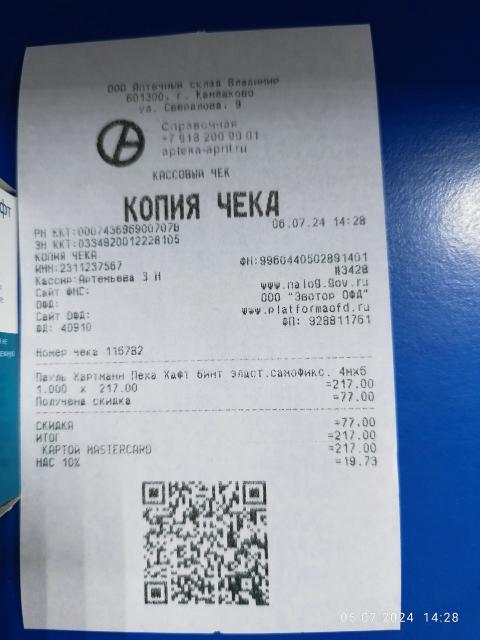 ООО Аптечный склад Владимир
601300, г. Камешково
ул. Свердлова, 9
Справочная
+7 918 200 90 01
apteka-april.ru
КАССОВЫЙ ЧЕК
КОПИЯ ЧЕКА
06.07.24 14:28
РН ККТ:0007436969007078
ЗН ККТ:0334920012228105
КОПИЯ ЧЕКА
ФН:9960440502891401
ИНН:2311237567
#3428
Кассир:Артемьева З Н
www.nalog.gov.ru
Сайт ФНС:
ООО "Эвотор ОФД"
ОФД:
www.platformaofd.ru
Сайт ОФД:
ФП: 928811761
ФД: 40910
Номер чека 116782
Пауль Хартманн Пеха Хафт бинт эласт.самофикс. 4мх6
1.000 x 217.00 =217.00
Получена скидка =77.00
СКИДКА =77.00
ИТОГ =217.00
КАРТОЙ MASTERCARD =217.00
НДС 10% =19.73
06.07.2024 14:28